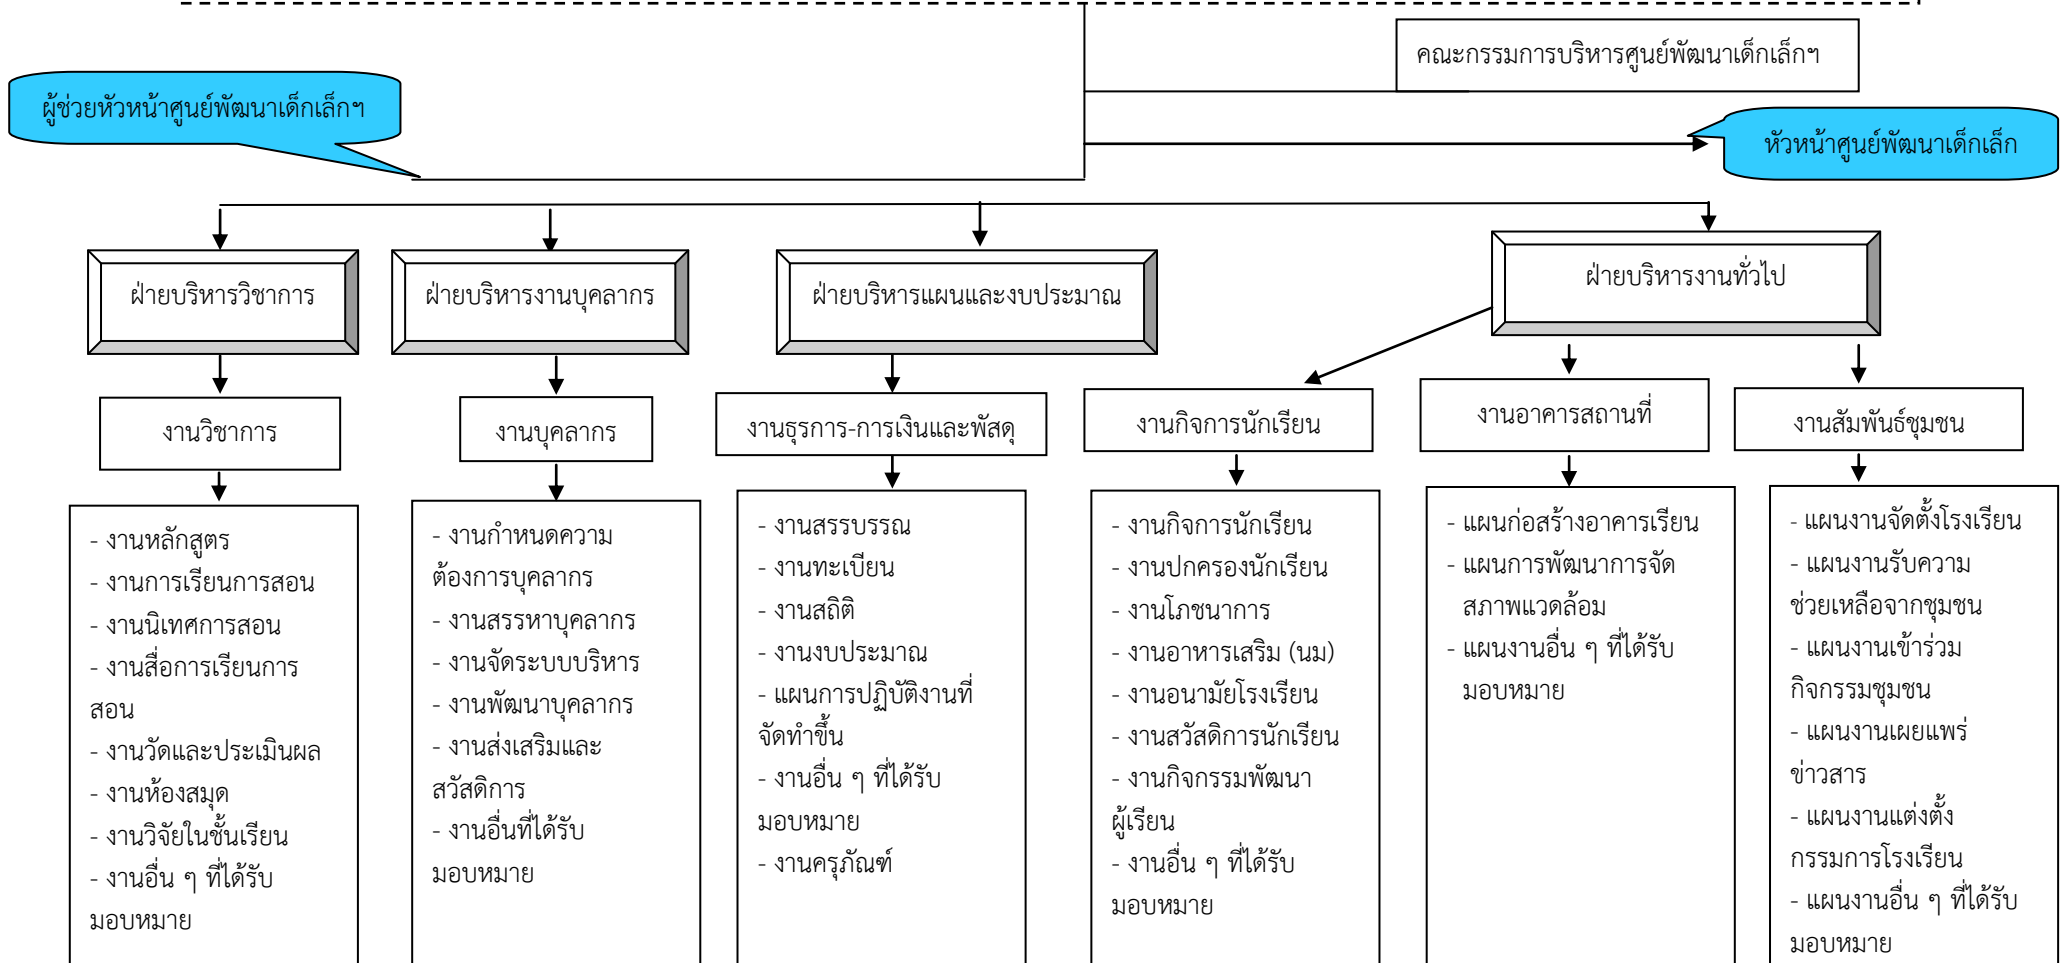 คณะกรรมการบริหารศูนย์พัฒนาเด็กเล็กฯ
ผู้ช่วยหัวหน้าศูนย์พัฒนาเด็กเล็กฯ
หัวหน้าศูนย์พัฒนาเด็กเล็ก
ฝ่ายบริหารวิชาการ
ฝ่ายบริหารงานบุคลากร
ฝ่ายบริหารแผนและงบประมาณ
ฝ่ายบริหารงานทั่วไป
งานวิชาการ
งานบุคลากร
งานธุรการ-การเงินและพัสดุ
งานกิจการนักเรียน
งานอาคารสถานที่
งานสัมพันธ์ชุมชน
- งานหลักสูตร
- งานการเรียนการสอน
- งานนิเทศการสอน
- งานสื่อการเรียนการ
สอน
- งานวัดและประเมินผล
- งานห้องสมุด
- งานวิจัยในชั้นเรียน
- งานอื่น ๆ ที่ได้รับ
มอบหมาย
- งานกำหนดความ
ต้องการบุคลากร
- งานสรรหาบุคลากร
- งานจัดระบบบริหาร
- งานพัฒนาบุคลากร
- งานส่งเสริมและ
สวัสดิการ
- งานอื่นที่ได้รับ
มอบหมาย
- งานสรรบรรณ
- งานทะเบียน
- งานสถิติ
- งานงบประมาณ
- แผนการปฏิบัติงานที่
จัดทำขึ้น
- งานอื่น ๆ ที่ได้รับ
มอบหมาย
- งานครุภัณฑ์
- งานกิจการนักเรียน
- งานปกครองนักเรียน
- งานโภชนาการ
- งานอาหารเสริม (นม)
- งานอนามัยโรงเรียน
- งานสวัสดิการนักเรียน
- งานกิจกรรมพัฒนา
ผู้เรียน
- งานอื่น ๆ ที่ได้รับ
มอบหมาย
- แผนก่อสร้างอาคารเรียน
- แผนการพัฒนาการจัด
สภาพแวดล้อม
- แผนงานอื่น ๆ ที่ได้รับ
มอบหมาย
- แผนงานจัดตั้งโรงเรียน
- แผนงานรับความ
ช่วยเหลือจากชุมชน
- แผนงานเข้าร่วม
กิจกรรมชุมชน
- แผนงานเผยแพร่
ข่าวสาร
- แผนงานแต่งตั้ง
กรรมการโรงเรียน
- แผนงานอื่น ๆ ที่ได้รับ
มอบหมาย